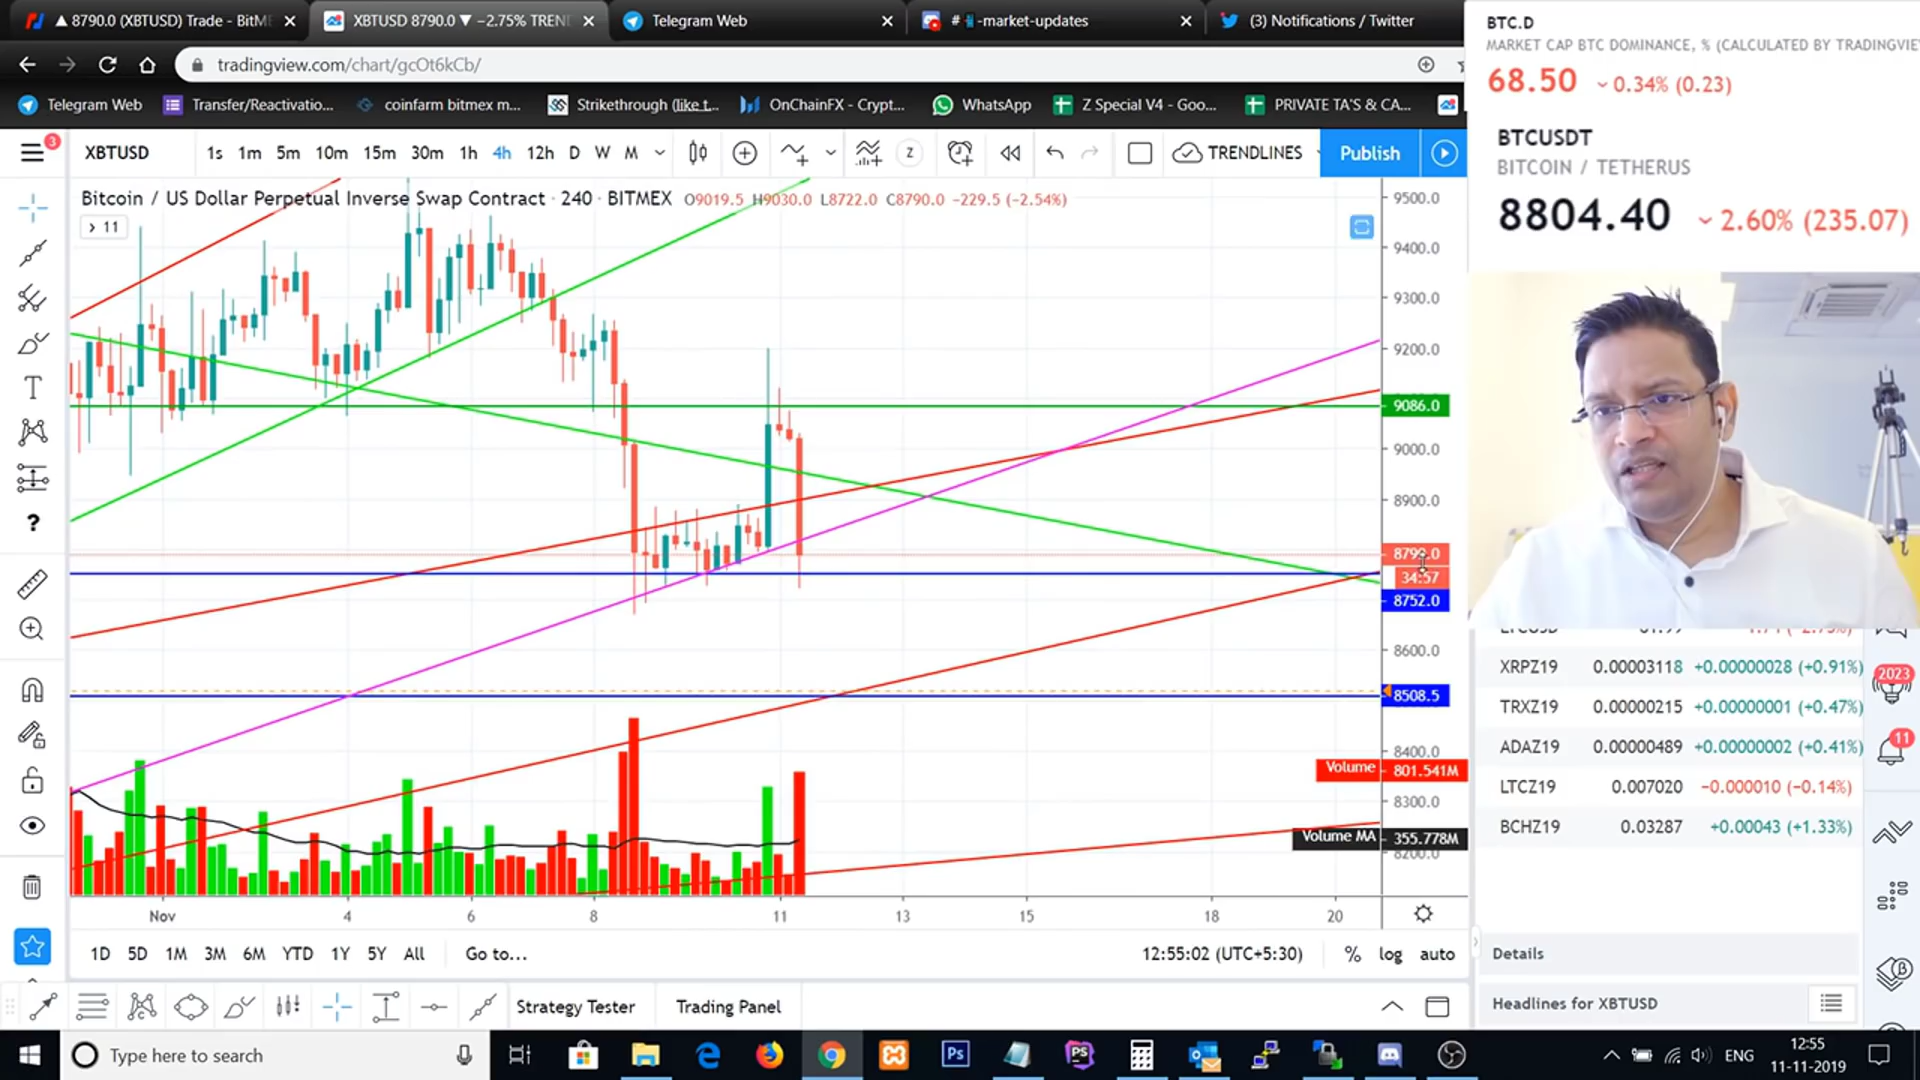 ▲ 8790.0 (XBTUSD) Trade - BitM
XBTUSD 8790.0 ▼ −2.75% TREN
Telegram Web
#-market-updates
(3) Notifications / Twitter
tradingview.com/chart/gcOt6kCb/
Telegram Web
Transfer/Reactivatio...
coinfarm bitmex m...
Strikethrough (like t...
OnChainFX - Crypt...
WhatsApp
Z Special V4 - Goo...
PRIVATE TA'S & CA...
3
XBTUSD
1s 1m 5m 10m 15m 30m 1h 4h 12h D W M
Z
TRENDLINES
Publish
Bitcoin / US Dollar Perpetual Inverse Swap Contract · 240 · BITMEX O9019.5 H9030.0 L8722.0 C8790.0 −229.5 (−2.54%)
11
9500.0
9400.0
9300.0
9200.0
9086.0
9000.0
8900.0
34:57
8752.0
8600.0
8508.5
8400.0
Volume 801.541M
8300.0
Volume MA 355.778M
8200.0
Nov 4 6 8 11 13 15 18 20
1D 5D 1M 3M 6M YTD 1Y 5Y All
Go to...
12:55:02 (UTC+5:30)
% log auto
Strategy Tester
Trading Panel
BTC.D
MARKET CAP BTC DOMINANCE, % (CALCULATED BY TRADINGVIE
68.50 0.34% (0.23)
BTCUSDT
BITCOIN / TETHERUS
8804.40 2.60% (235.07)
XRPZ19 0.00003118 +0.00000028 (+0.91%)
TRXZ19 0.00000215 +0.00000001 (+0.47%)
ADAZ19 0.00000489 +0.00000002 (+0.41%)
LTCZ19 0.007020 −0.000010 (−0.14%)
BCHZ19 0.03287 +0.00043 (+1.33%)
2023
11
Details
Headlines for XBTUSD
Type here to search
Ps
PS
ENG
12:55
11-11-2019